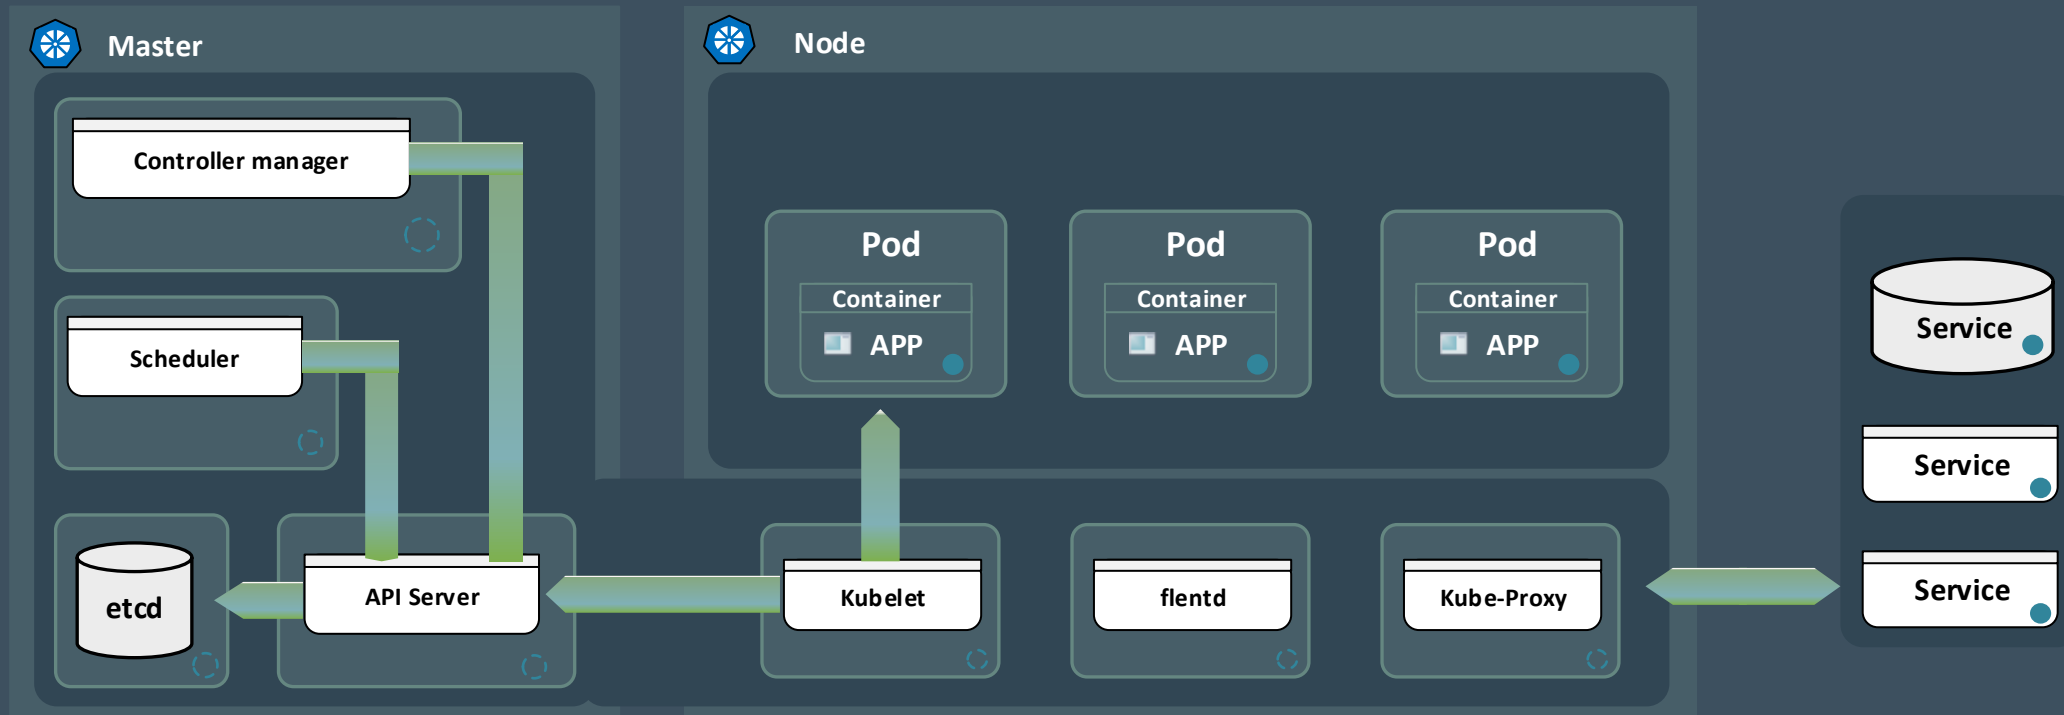 Master
Controller manager
Scheduler
etcd
API Server
Node
Pod
Container
APP
Pod
Container
APP
Pod
Container
APP
Kubelet
flentd
Kube-Proxy
Service
Service
Service